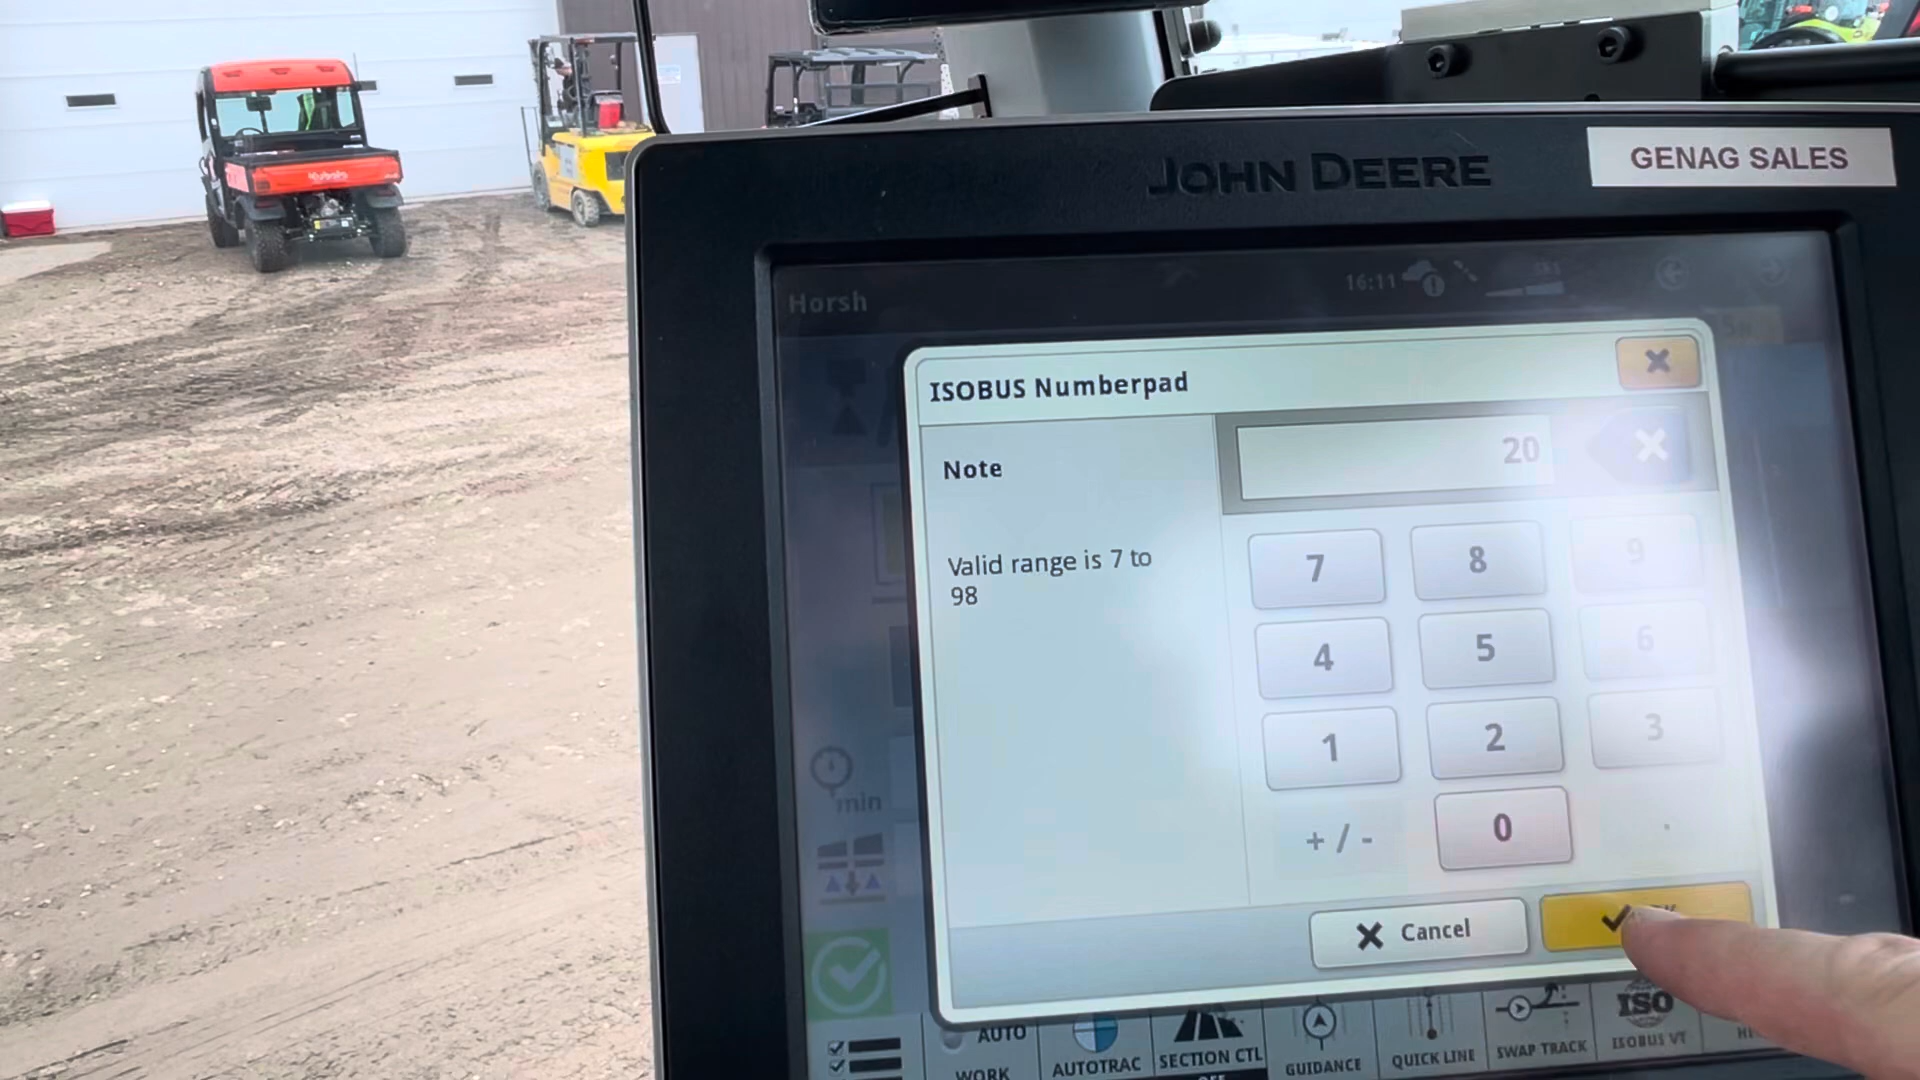 Kubota
JOHN DEERE
GENAG SALES
Horsh
16:11
ISOBUS Numberpad
Note
20
Valid range is 7 to
98
7
8
9
4
5
6
1
2
3
+ / -
0
.
Cancel
min
AUTO
WORK
AUTOTRAC
SECTION CTL
GUIDANCE
QUICK LINE
SWAP TRACK
ISO
ISOBUS VT